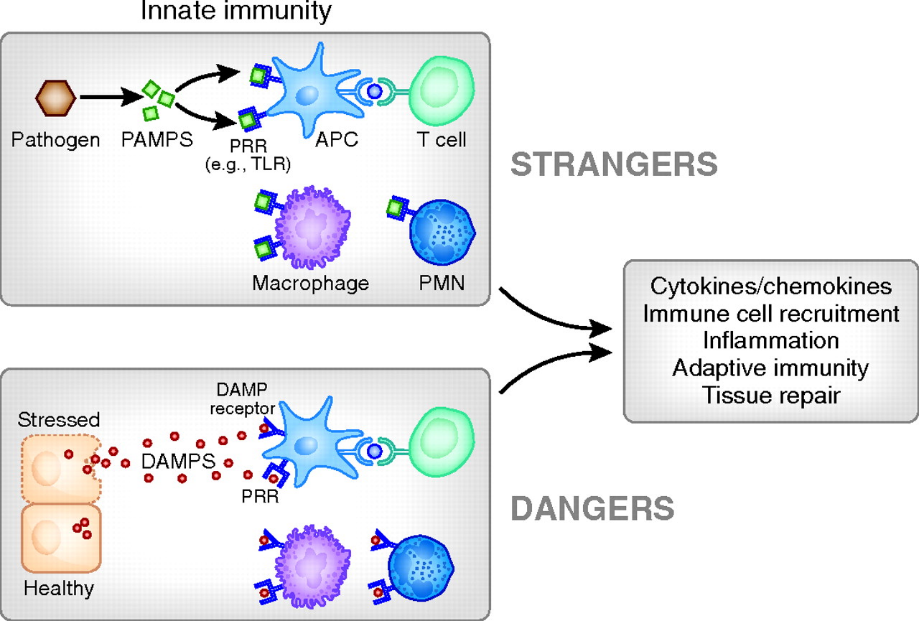 Innate immunity
Pathogen
PAMPS
PRR
(e.g., TLR)
APC
T cell
STRANGERS
Macrophage
PMN
Cytokines/chemokines
Immune cell recruitment
Inflammation
Adaptive immunity
Tissue repair
DAMP
receptor
Stressed
DAMPS
PRR
DANGERS
Healthy